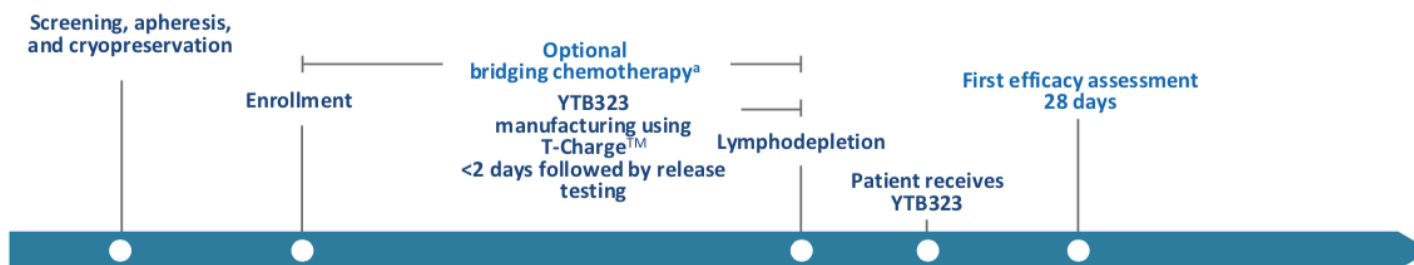 Screening, apheresis,
and cryopreservation
Enrollment
Optional
bridging chemotherapyᵃ
YTB323
manufacturing using
T-Charge™
<2 days followed by release
testing
Lymphodepletion
Patient receives
YTB323
First efficacy assessment
28 days